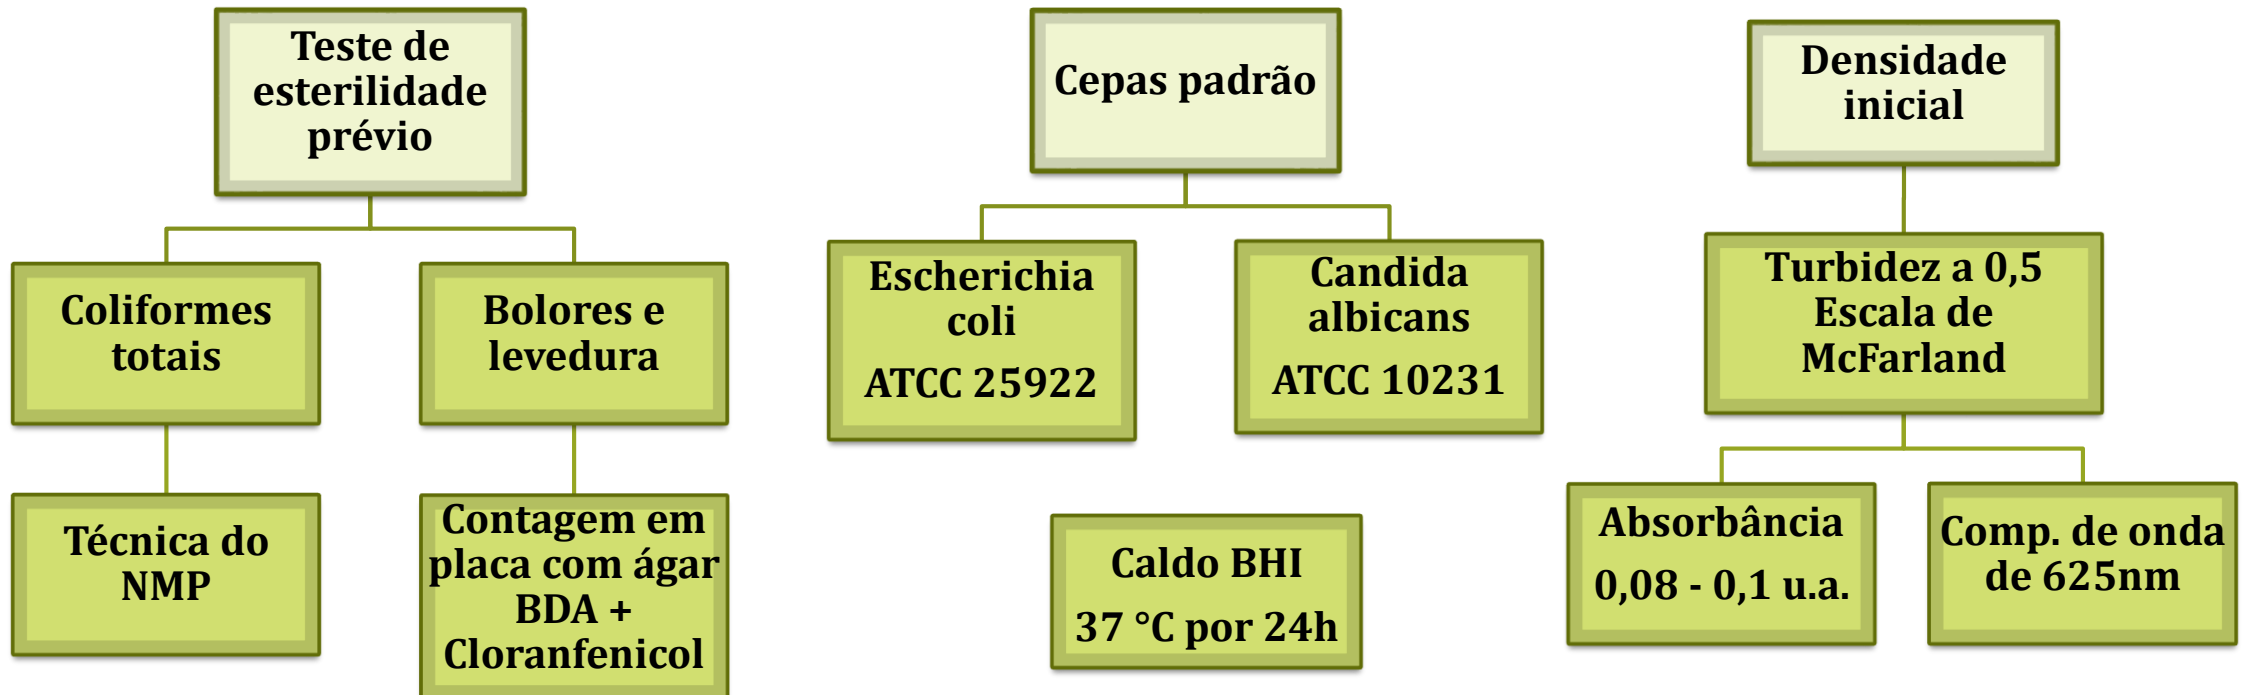 Teste de
esterilidade
prévio
Coliformes
totais
Técnica do
NMP
Bolores e
levedura
Contagem em
placa com ágar
BDA +
Cloranfenicol
Cepas padrão
Escherichia
coli
ATCC 25922
Candida
albicans
ATCC 10231
Caldo BHI
37 °C por 24h
Densidade
inicial
Turbidez a 0,5
Escala de
McFarland
Absorbância
0,08 - 0,1 u.a.
Comp. de onda
de 625nm